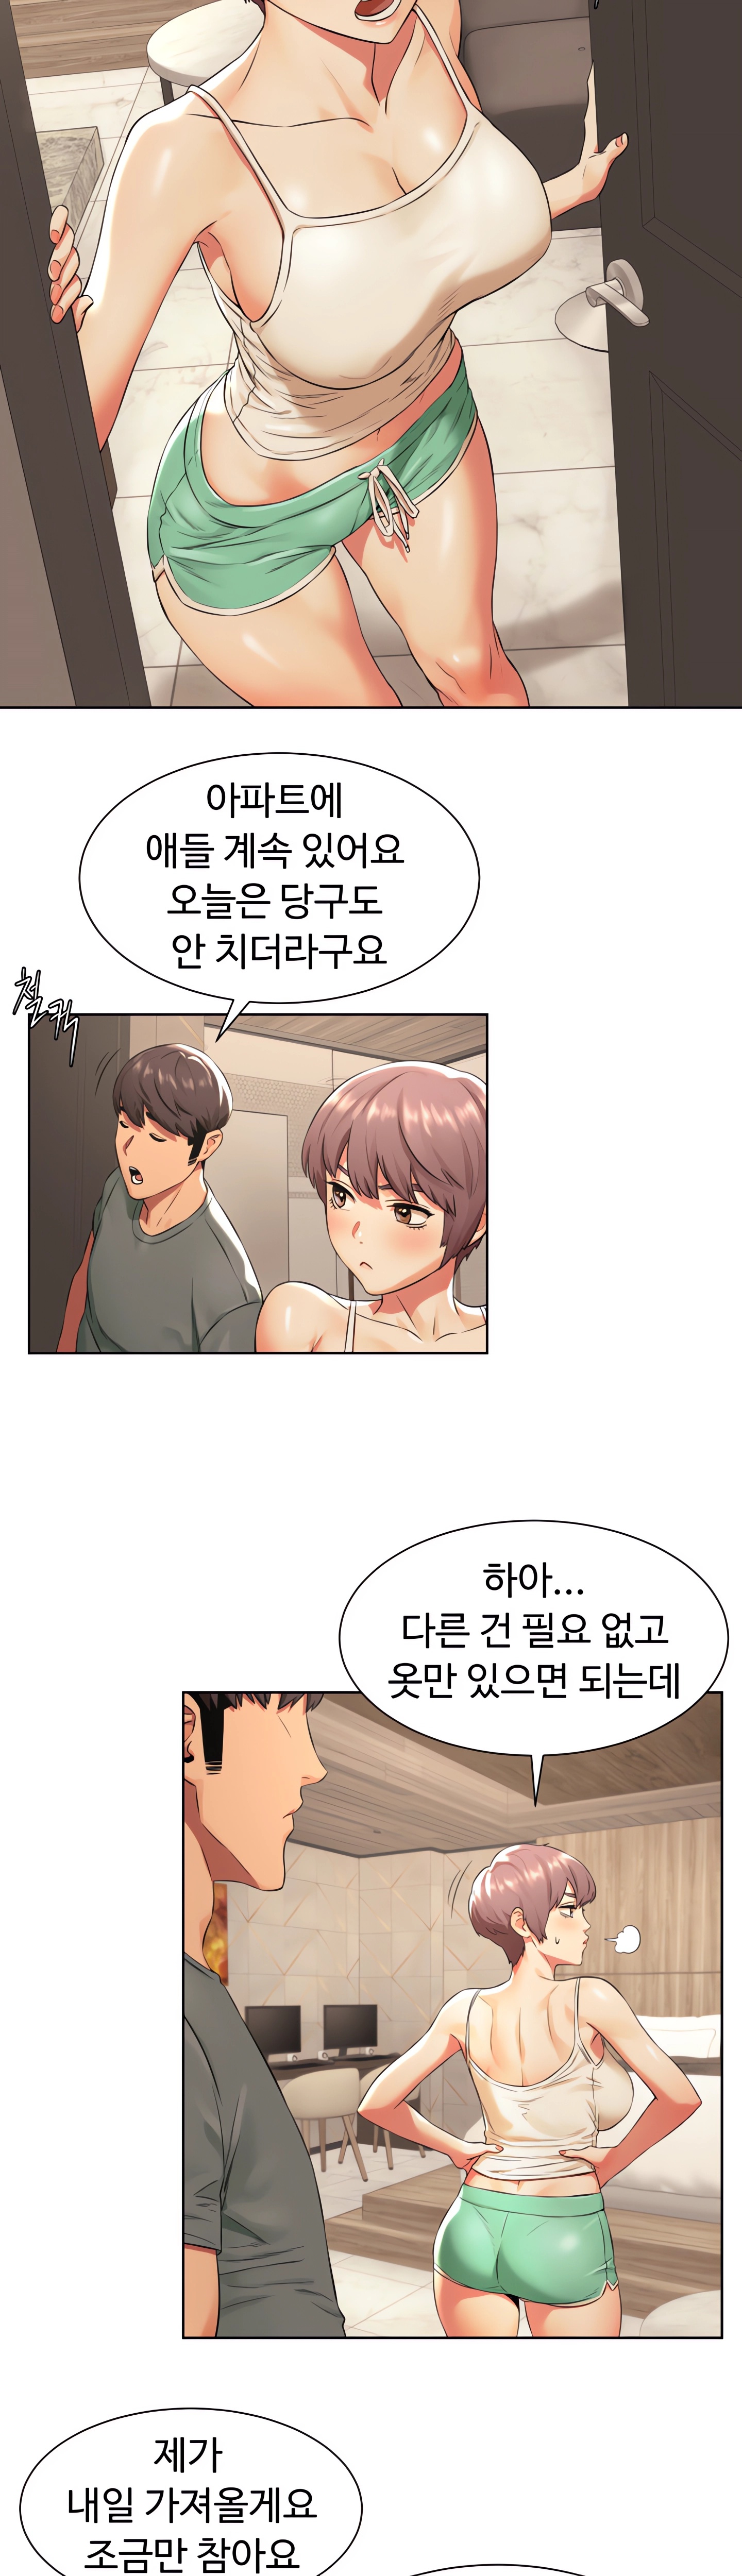 아파트에
애들 계속 있어요
오늘은 당구도
안 치더라구요
철컥
하아...
다른 건 필요 없고
옷만 있으면 되는데
제가
내일 가져올게요
조금만 참아요